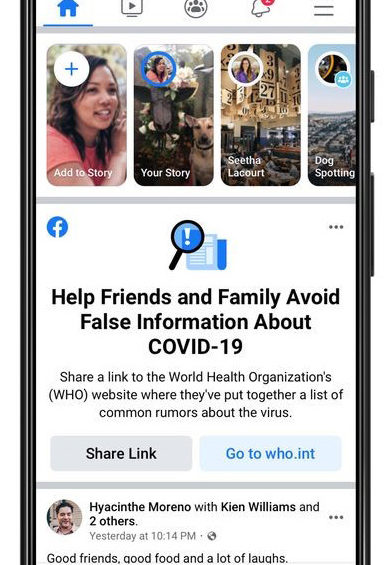 Add to Story
Your Story
Seetha
Lacourt
Dog
Spotting
Help Friends and Family Avoid
False Information About
COVID-19
Share a link to the World Health Organization's
(WHO) website where they've put together a list of
common rumors about the virus.
Share Link
Go to who.int
Hyacinthe Moreno with Kien Williams and
2 others.
Yesterday at 10:14 PM ·
Good friends, good food and a lot of laughs.